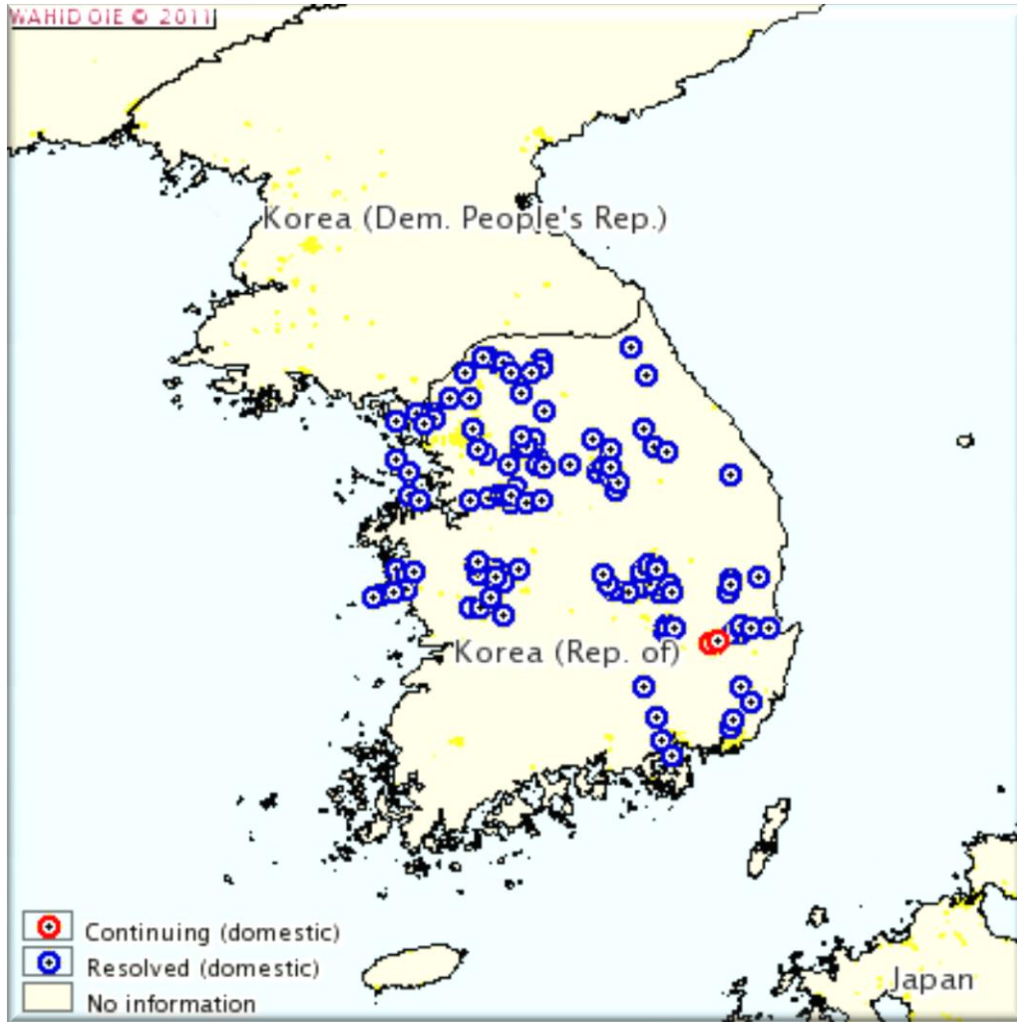 WAHID OIE © 2011
Korea (Dem. People's Rep.)
Korea (Rep. of)
Continuing (domestic)
Resolved (domestic)
No information
Japan